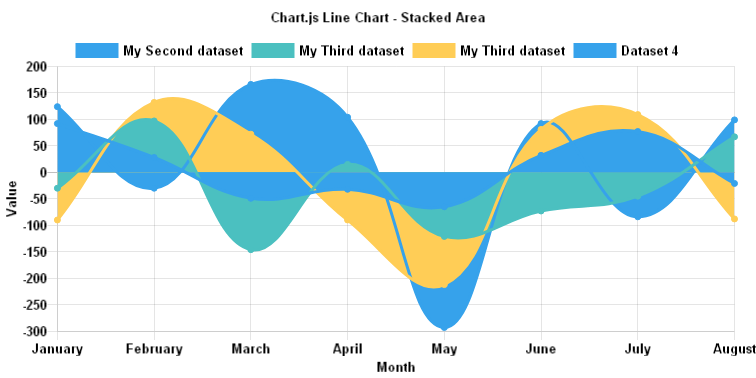 Chart.js Line Chart - Stacked Area
My Second dataset My Third dataset My Third dataset Dataset 4
200
150
100
50
0
-50
-100
-150
-200
-250
-300
Value
January February March April May June July August
Month